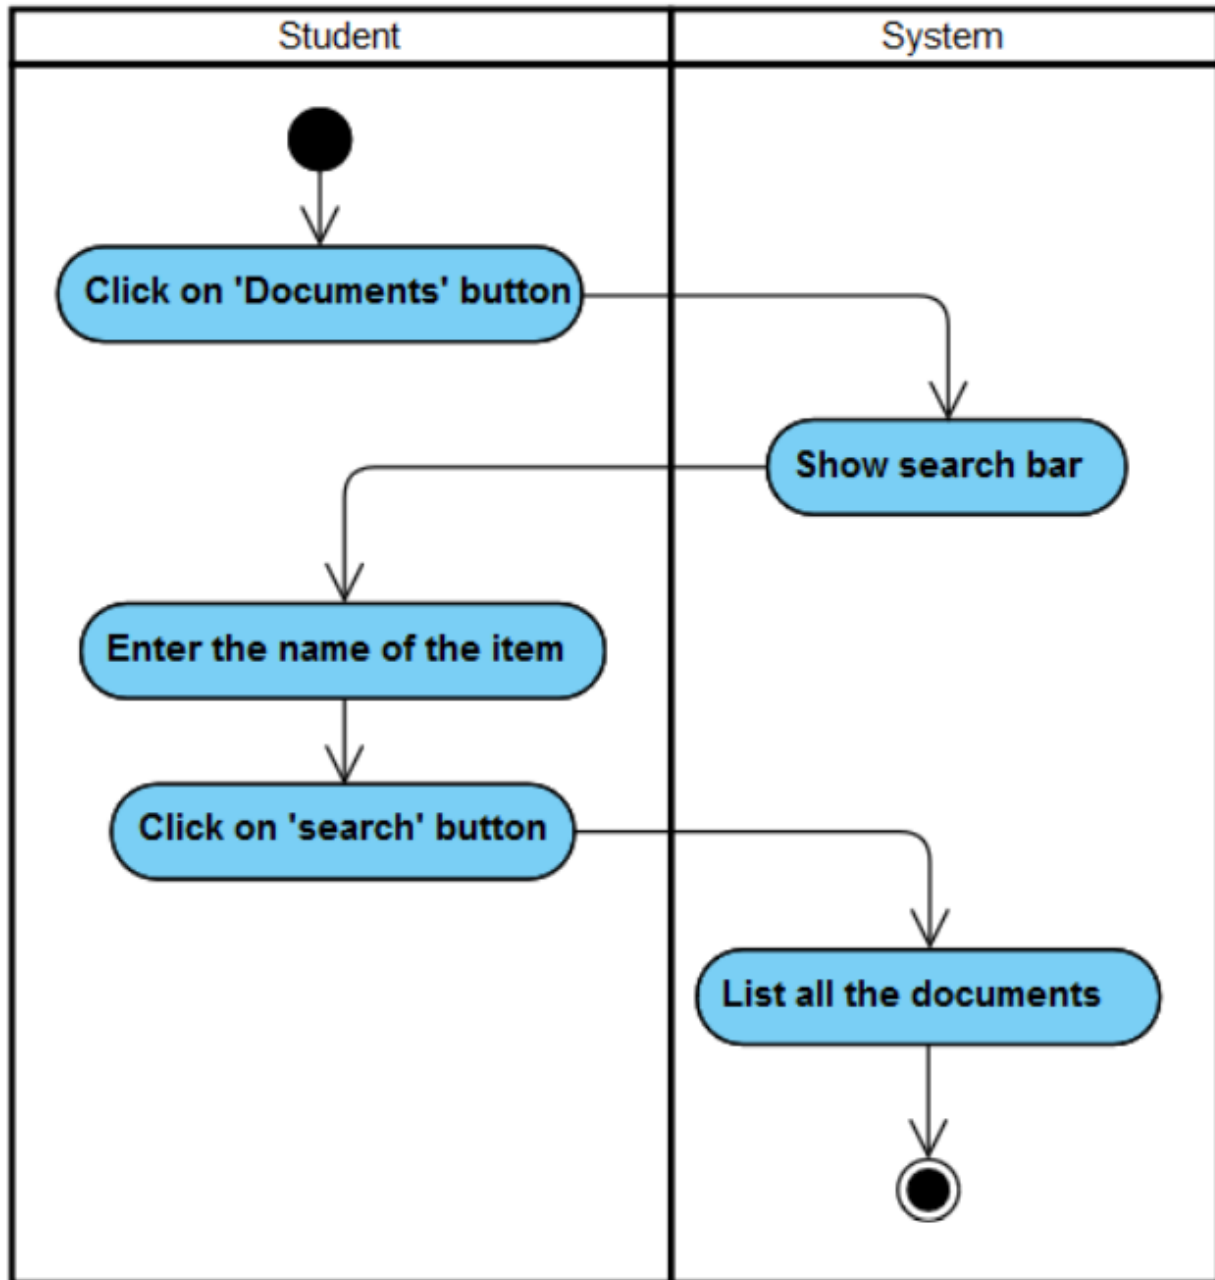 Student
System
Click on 'Documents' button
Show search bar
Enter the name of the item
Click on 'search' button
List all the documents